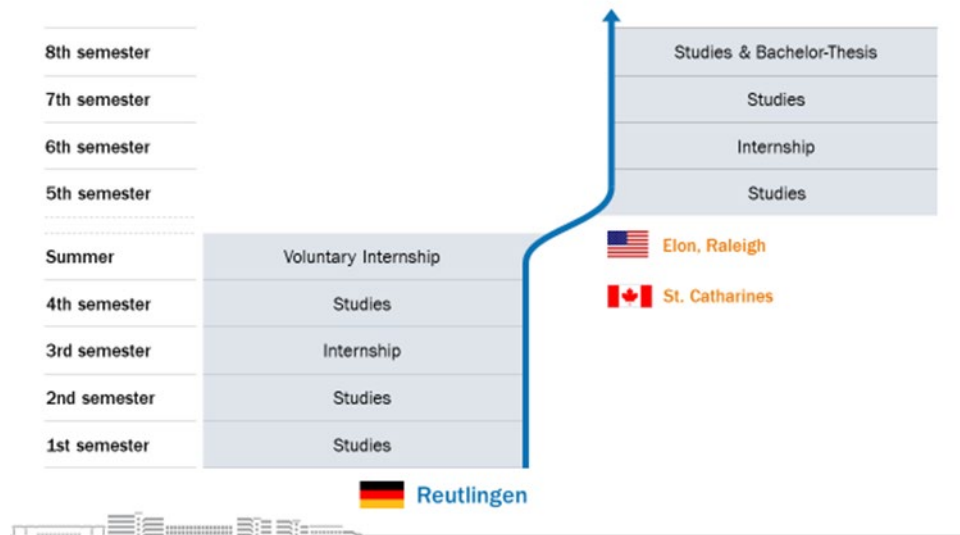 8th semester Studies & Bachelor-Thesis
7th semester Studies
6th semester Internship
5th semester Studies
Elon, Raleigh
St. Catharines
Summer Voluntary Internship
4th semester Studies
3rd semester Internship
2nd semester Studies
1st semester Studies
Reutlingen